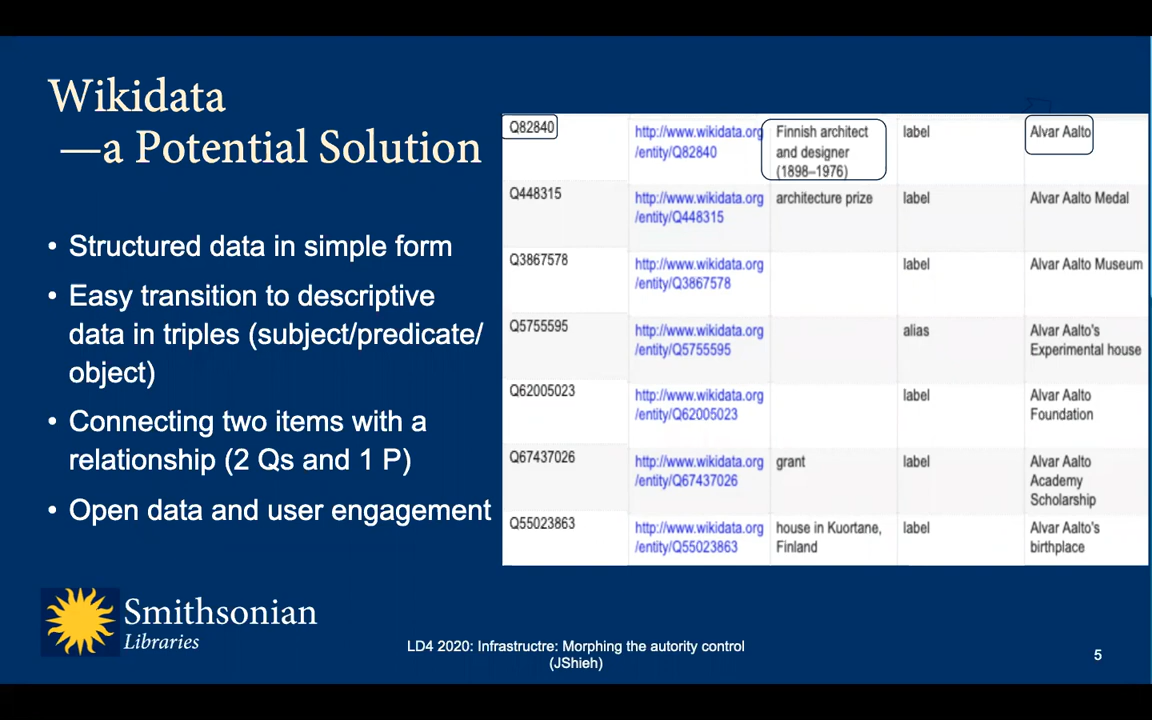 Wikidata
—a Potential Solution
• Structured data in simple form
• Easy transition to descriptive
data in triples (subject/predicate/
object)
• Connecting two items with a
relationship (2 Qs and 1 P)
• Open data and user engagement
Q82840
http://www.wikidata.org
/entity/Q82840
Finnish architect
and designer
(1898–1976)
label
Alvar Aalto
Q448315
http://www.wikidata.org
/entity/Q448315
architecture prize
label
Alvar Aalto Medal
Q3867578
http://www.wikidata.org
/entity/Q3867578
label
Alvar Aalto Museum
Q5755595
http://www.wikidata.org
/entity/Q5755595
alias
Alvar Aalto's
Experimental house
Q62005023
http://www.wikidata.org
/entity/Q62005023
label
Alvar Aalto
Foundation
Q67437026
http://www.wikidata.org
/entity/Q67437026
grant
label
Alvar Aalto
Academy
Scholarship
Q55023863
http://www.wikidata.org
/entity/Q55023863
house in Kuortane,
Finland
label
Alvar Aalto's
birthplace
Smithsonian
Libraries
LD4 2020: Infrastructre: Morphing the autority control
(JShieh)
5